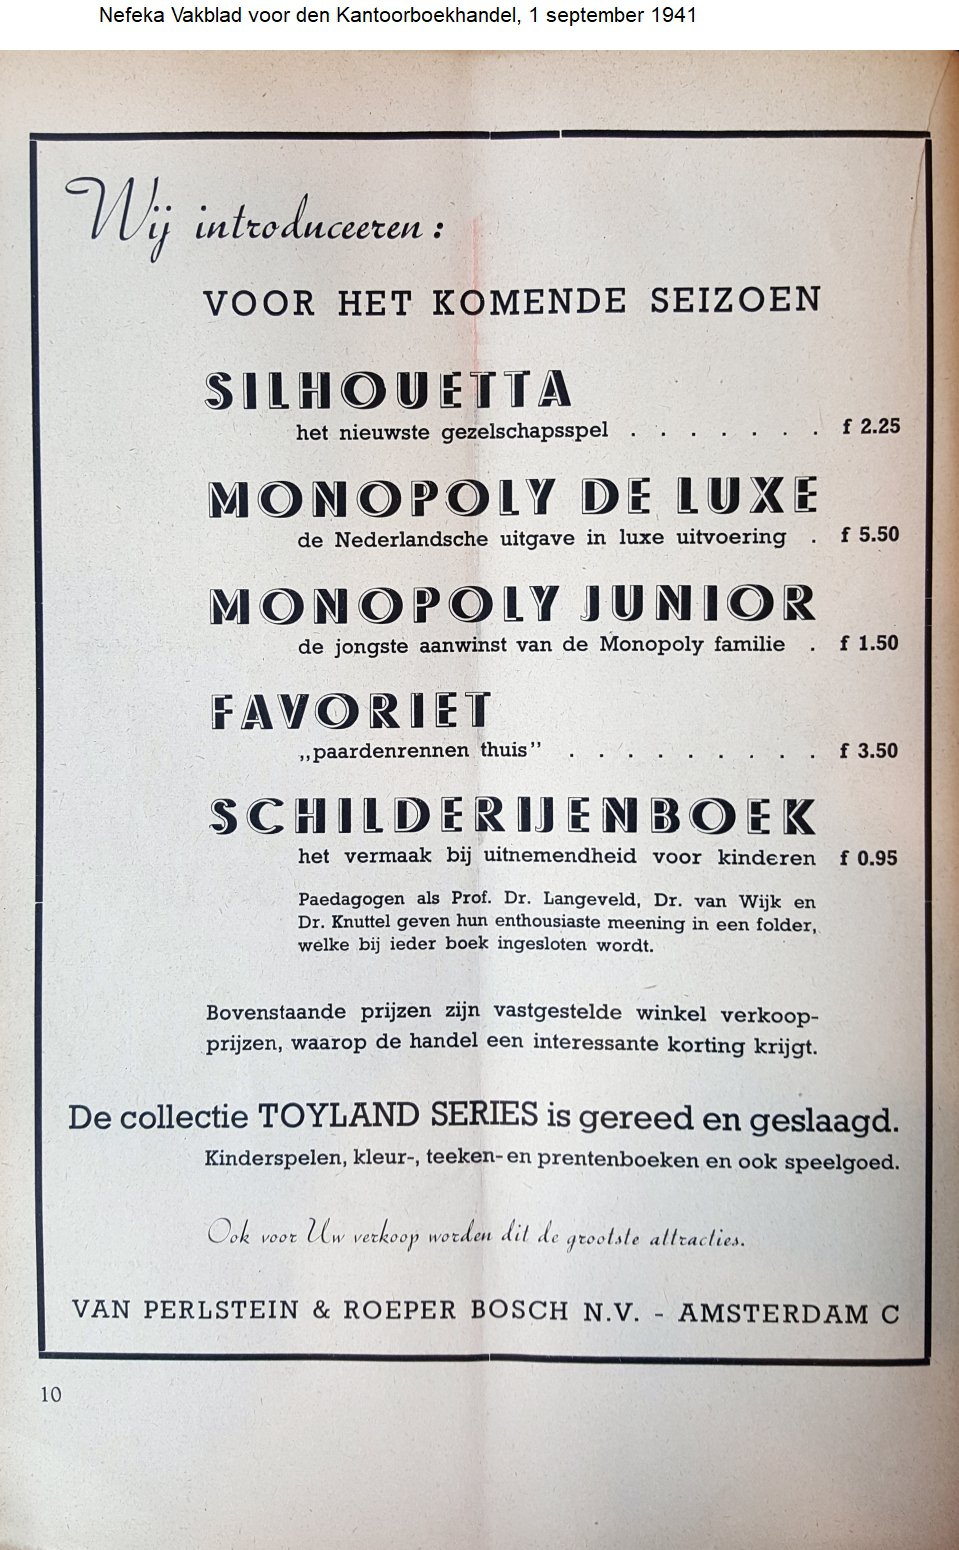 Nefeka Vakblad voor den Kantoorboekhandel, 1 september 1941
Wij introduceeren :
VOOR HET KOMENDE SEIZOEN
SILHOUETTA
het nieuwste gezelschapsspel . . . . . . . f 2.25
MONOPOLY DE LUXE
de Nederlandsche uitgave in luxe uitvoering . f 5.50
MONOPOLY JUNIOR
de jongste aanwinst van de Monopoly familie . f 1.50
FAVORIET
,,paardenrennen thuis” . . . . . . . . . f 3.50
SCHILDERIJENBOEK
het vermaak bij uitnemendheid voor kinderen f 0.95
Paedagogen als Prof. Dr. Langeveld, Dr. van Wijk en
Dr. Knuttel geven hun enthousiaste meening in een folder,
welke bij ieder boek ingesloten wordt.
Bovenstaande prijzen zijn vastgestelde winkel verkoop-
prijzen, waarop de handel een interessante korting krijgt.
De collectie TOYLAND SERIES is gereed en geslaagd.
Kinderspelen, kleur-, teeken- en prentenboeken en ook speelgoed.
Ook voor Uw verkoop worden dit de grootste attracties.
VAN PERLSTEIN & ROEPER BOSCH N.V. - AMSTERDAM C
10